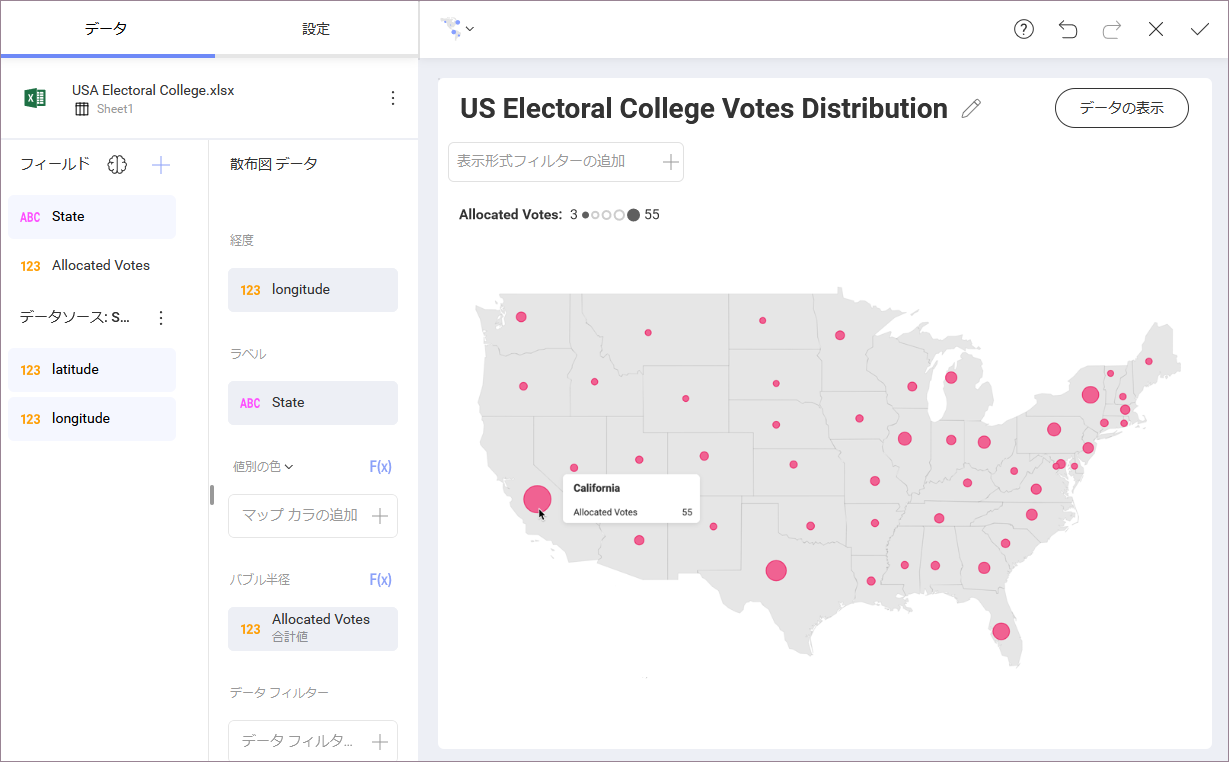 データ
設定
USA Electoral College.xlsx
Sheet1
フィールド
ABC State
123 Allocated Votes
データソース: S...
123 latitude
123 longitude
散布図 データ
経度
123 longitude
ラベル
ABC State
値別の色
F(x)
マップ カラの追加
バブル半径
F(x)
123 Allocated Votes
合計値
データ フィルター
データ フィルタ...
US Electoral College Votes Distribution
データの表示
表示形式フィルターの追加
Allocated Votes: 3 55
California
Allocated Votes 55